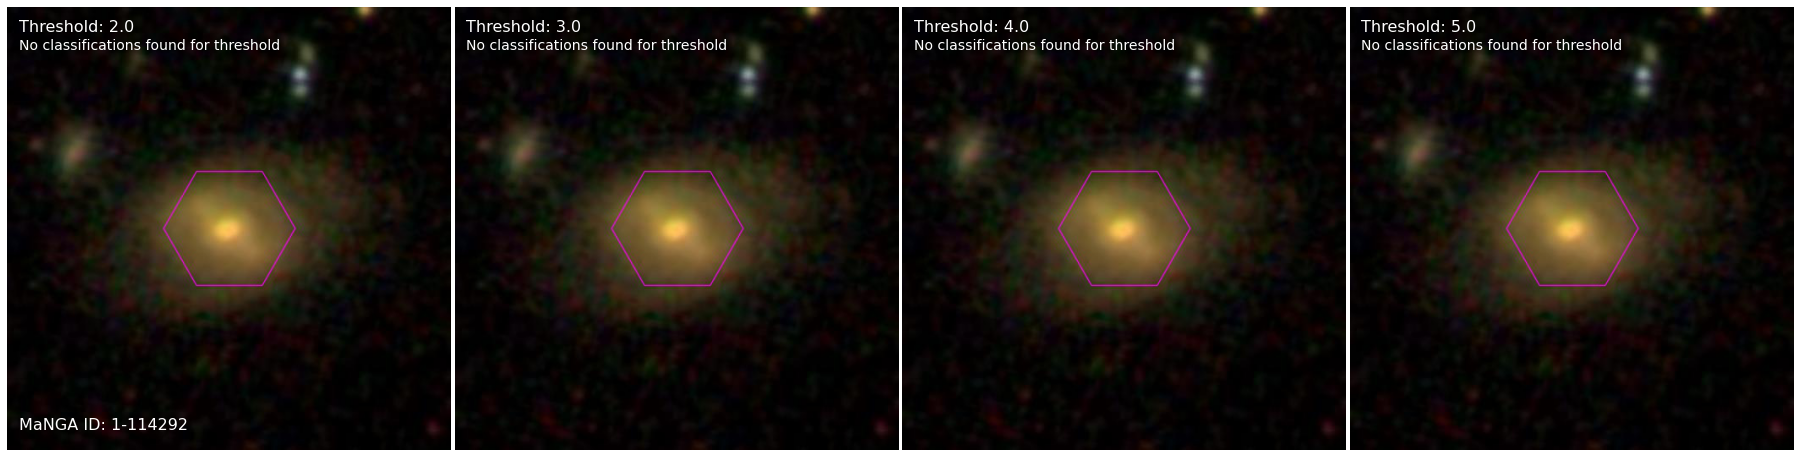 Threshold: 2.0
No classifications found for threshold
MaNGA ID: 1-114292
Threshold: 3.0
No classifications found for threshold
Threshold: 4.0
No classifications found for threshold
Threshold: 5.0
No classifications found for threshold